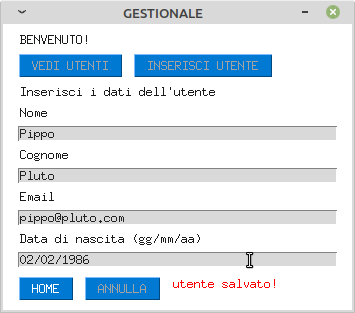 GESTIONALE
BENVENUTO!
VEDI UTENTI INSERISCI UTENTE
Inserisci i dati dell'utente
Nome
Pippo
Cognome
Pluto
Email
pippo@pluto.com
Data di nascita (gg/mm/aa)
02/02/1986
HOME ANNULLA utente salvato!